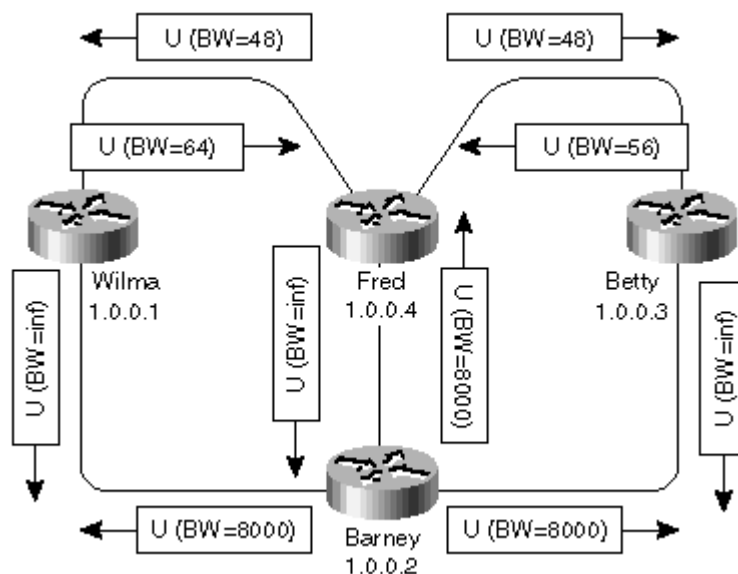 U (BW=48)
U (BW=48)
U (BW=64)
U (BW=56)
Wilma
1.0.0.1
Fred
1.0.0.4
Betty
1.0.0.3
U (BW=inf)
U (BW=inf)
U (BW=8000)
U (BW=inf)
U (BW=8000)
U (BW=8000)
Barney
1.0.0.2